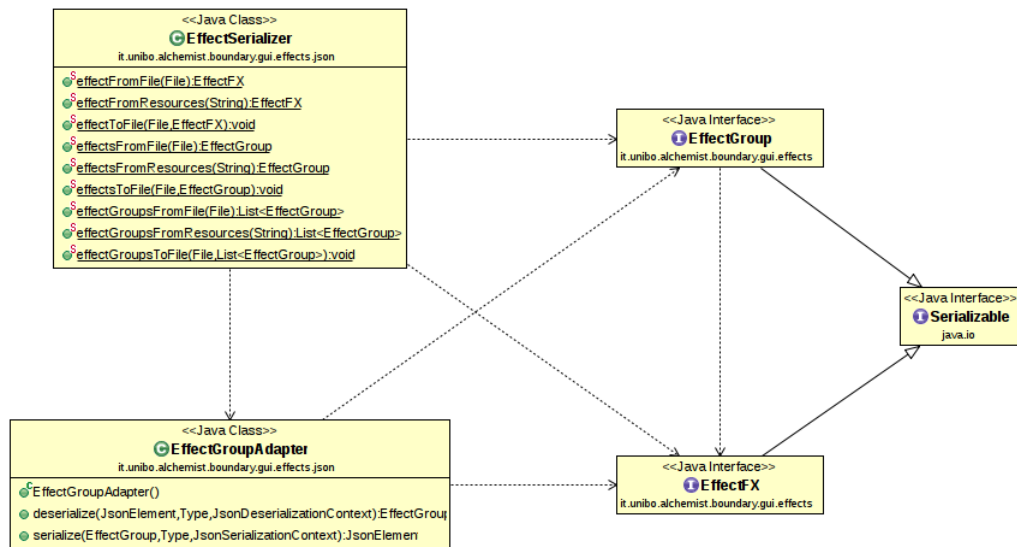 <<Java Class>>
EffectSerializer
it.unibo.alchemist.boundary.gui.effects.json
effectFromFile(File):EffectFX
effectFromResources(String):EffectFX
effectToFile(File,EffectFX):void
effectsFromFile(File):EffectGroup
effectsFromResources(String):EffectGroup
effectsToFile(File,EffectGroup):void
effectGroupsFromFile(File):List<EffectGroup>
effectGroupsFromResources(String):List<EffectGroup>
effectGroupsToFile(File,List<EffectGroup>):void
<<Java Interface>>
EffectGroup
it.unibo.alchemist.boundary.gui.effects
<<Java Interface>>
Serializable
java.io
<<Java Class>>
EffectGroupAdapter
it.unibo.alchemist.boundary.gui.effects.json
EffectGroupAdapter()
deserialize(JsonElement,Type,JsonDeserializationContext):EffectGroup
serialize(EffectGroup,Type,JsonSerializationContext):JsonElement
<<Java Interface>>
EffectFX
it.unibo.alchemist.boundary.gui.effects